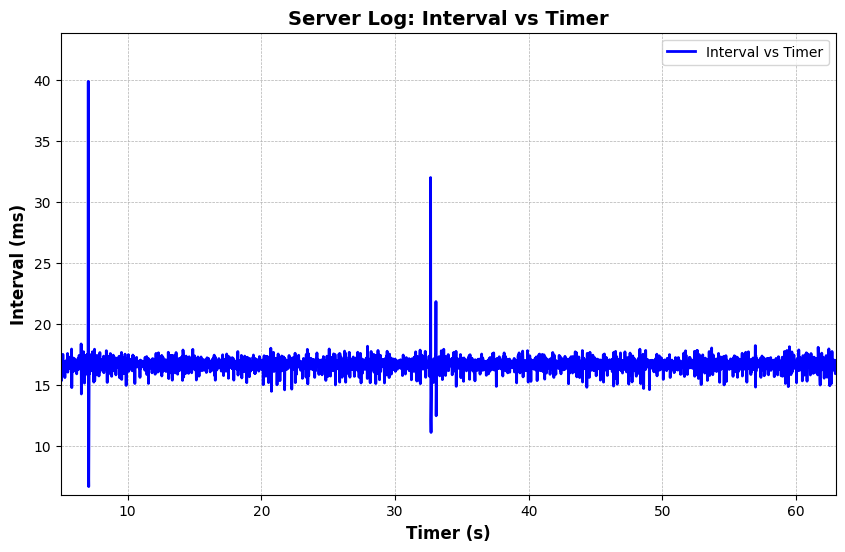 Server Log: Interval vs Timer
Interval vs Timer
40
35
30
25
20
15
10
Interval (ms)
10 20 30 40 50 60
Timer (s)